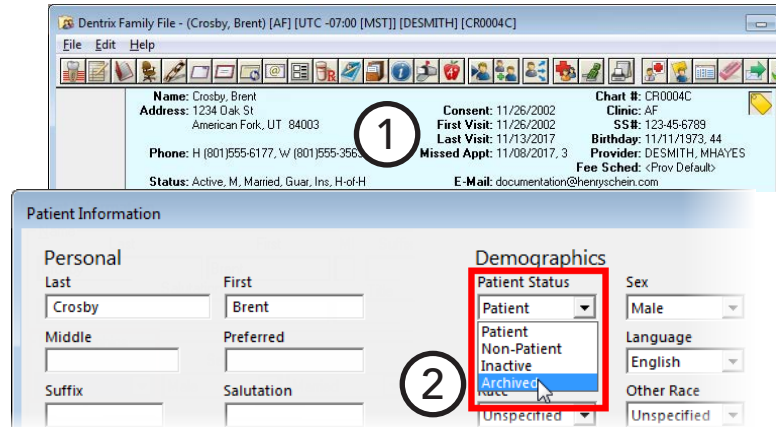 Dentrix Family File - (Crosby, Brent) [AF] [UTC -07:00 [MST]] [DESMITH] [CR0004C]
File Edit Help
Name: Crosby, Brent Chart #: CR0004C
Address: 1234 Oak St Consent: 11/26/2002 Clinic: AF
American Fork, UT 84003 First Visit: 11/26/2002 SS#: 123-45-6789
Last Visit: 11/13/2017 Birthday: 11/11/1973, 44
Phone: H (801)555-6177, W (801)555-3563 Missed Appt: 11/08/2017, 3 Provider: DESMITH, MHAYES
Fee Sched: <Prov Default>
Status: Active, M, Married, Guar, Ins, H-of-H E-Mail: documentation@henryschein.com
1
Patient Information
Personal Demographics
Last First Patient Status Sex
Crosby Brent Patient Male
Middle Preferred Patient Language
Non-Patient
Inactive English
Suffix Salutation Archived Other Race
Race
Unspecified Unspecified
2